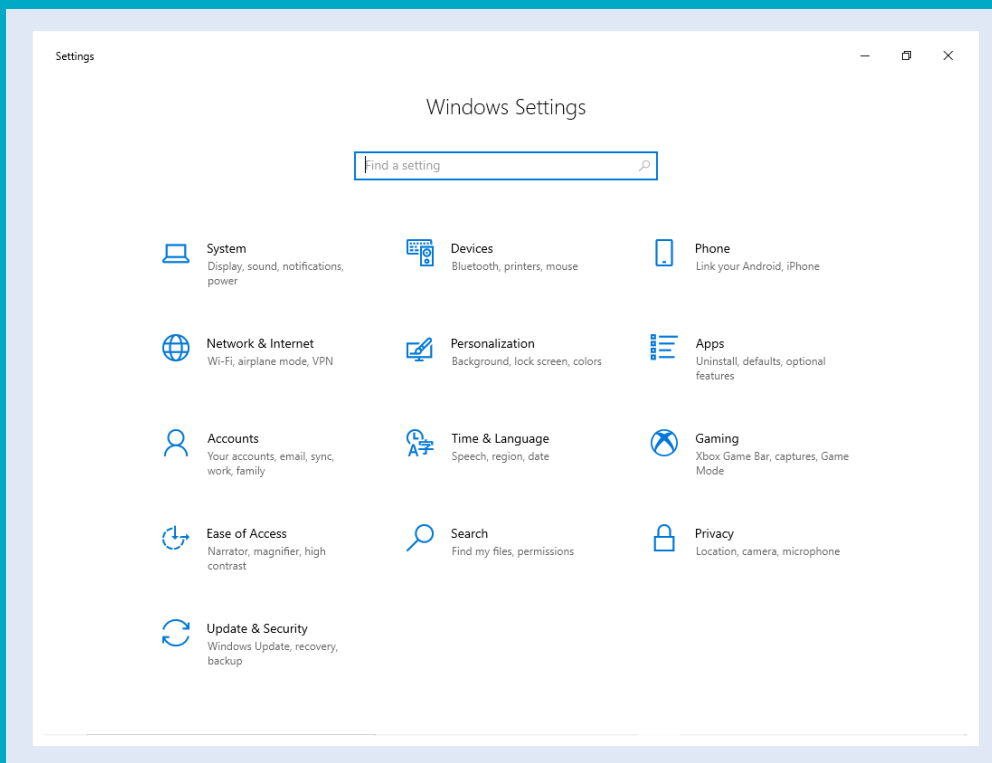 Settings
Windows Settings
Find a setting
System
Display, sound, notifications,
power
Devices
Bluetooth, printers, mouse
Phone
Link your Android, iPhone
Network & Internet
Wi-Fi, airplane mode, VPN
Personalization
Background, lock screen, colors
Apps
Uninstall, defaults, optional
features
Accounts
Your accounts, email, sync,
work, family
Time & Language
Speech, region, date
Gaming
Xbox Game Bar, captures, Game
Mode
Ease of Access
Narrator, magnifier, high
contrast
Search
Find my files, permissions
Privacy
Location, camera, microphone
Update & Security
Windows Update, recovery,
backup